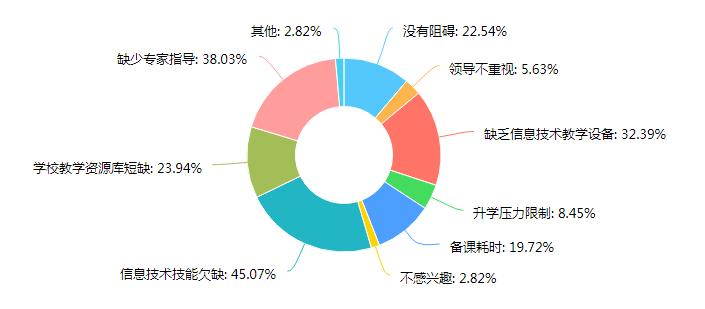 其他: 2.82%
没有阻碍: 22.54%
缺少专家指导: 38.03%
领导不重视: 5.63%
缺乏信息技术教学设备: 32.39%
学校教学资源库短缺: 23.94%
升学压力限制: 8.45%
备课耗时: 19.72%
信息技术技能欠缺: 45.07%
不感兴趣: 2.82%